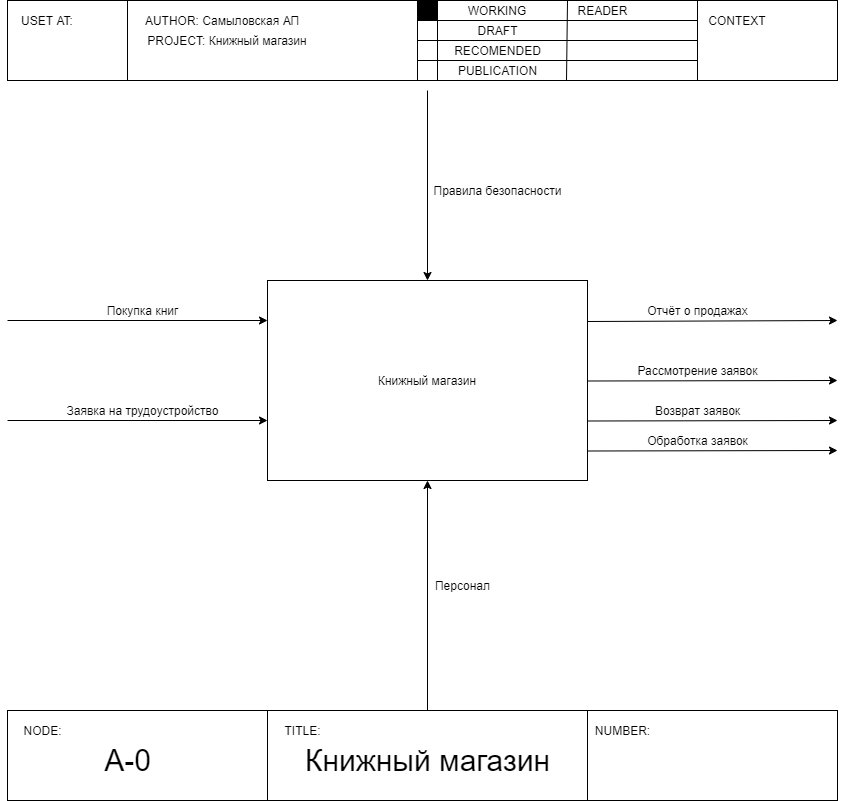 USET AT:
AUTHOR: Самыловская АП
PROJECT: Книжный магазин
WORKING
DRAFT
RECOMENDED
PUBLICATION
READER
CONTEXT
Правила безопасности
Покупка книг
Заявка на трудоустройство
Книжный магазин
Отчёт о продажах
Рассмотрение заявок
Возврат заявок
Обработка заявок
Персонал
NODE:
A-0
TITLE:
Книжный магазин
NUMBER: